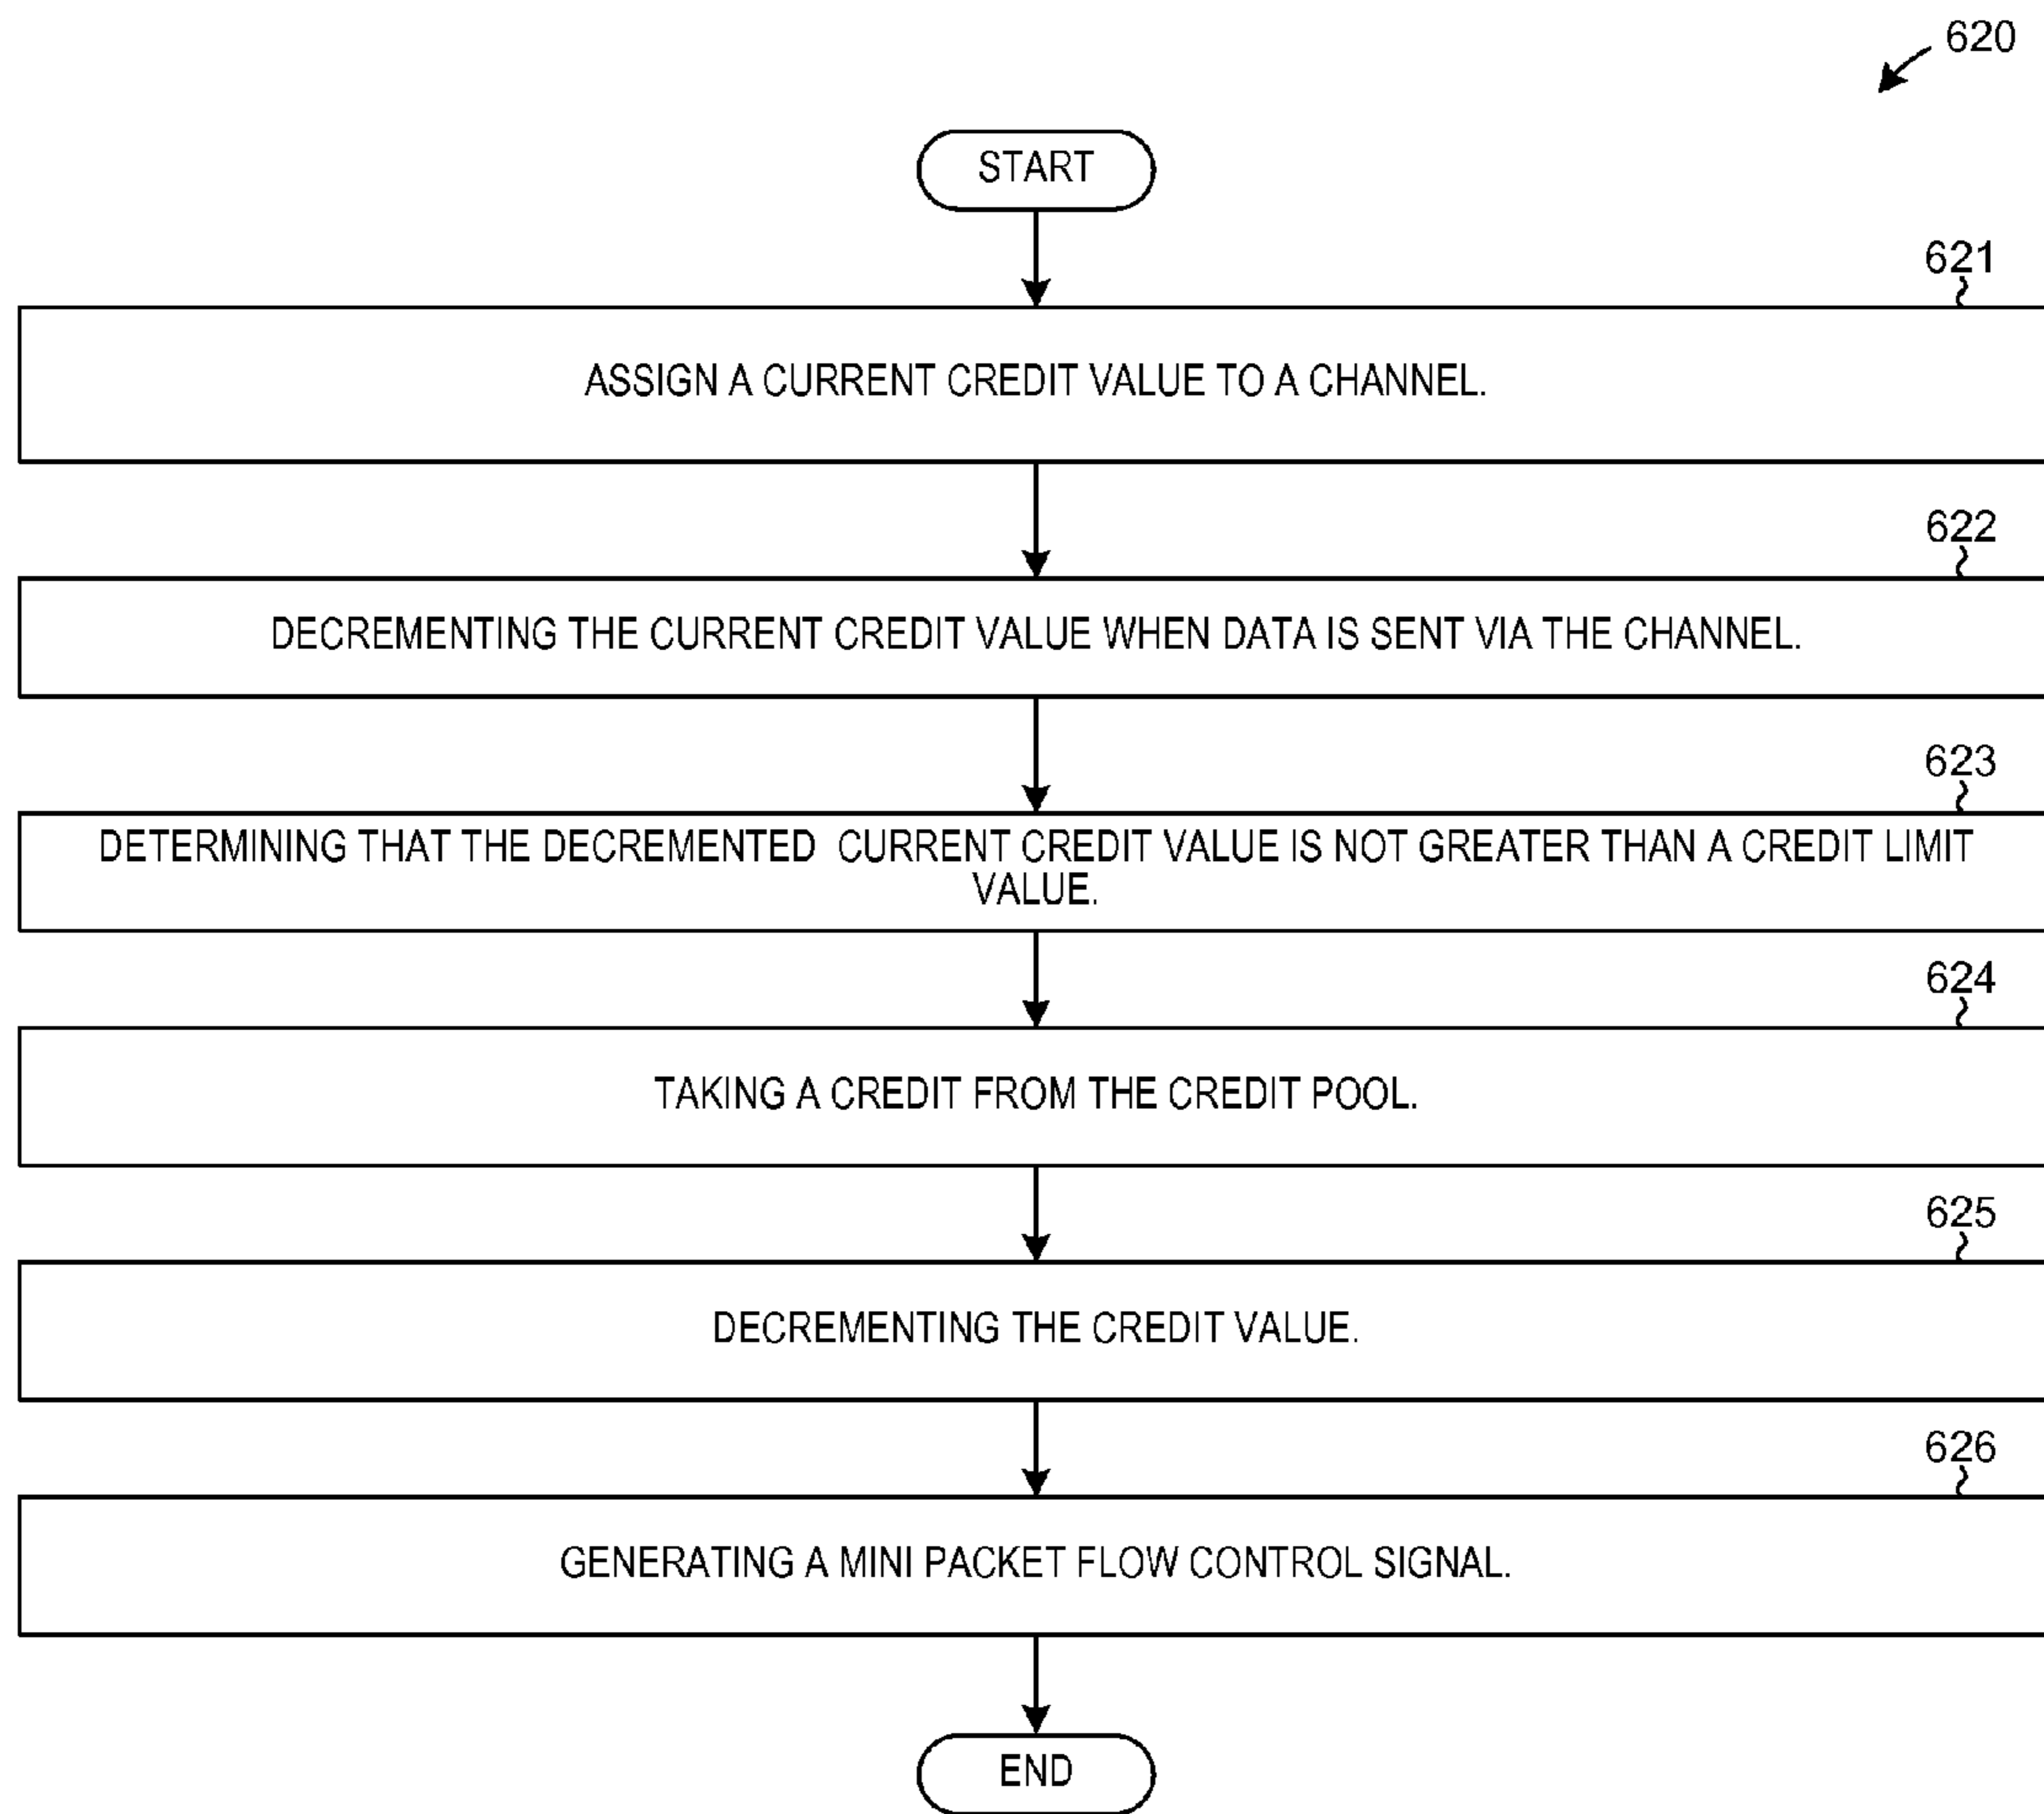 620
START
621
ASSIGN A CURRENT CREDIT VALUE TO A CHANNEL.
622
DECREMENTING THE CURRENT CREDIT VALUE WHEN DATA IS SENT VIA THE CHANNEL.
623
DETERMINING THAT THE DECREMENTED CURRENT CREDIT VALUE IS NOT GREATER THAN A CREDIT LIMIT
VALUE.
624
TAKING A CREDIT FROM THE CREDIT POOL.
625
DECREMENTING THE CREDIT VALUE.
626
GENERATING A MINI PACKET FLOW CONTROL SIGNAL.
END